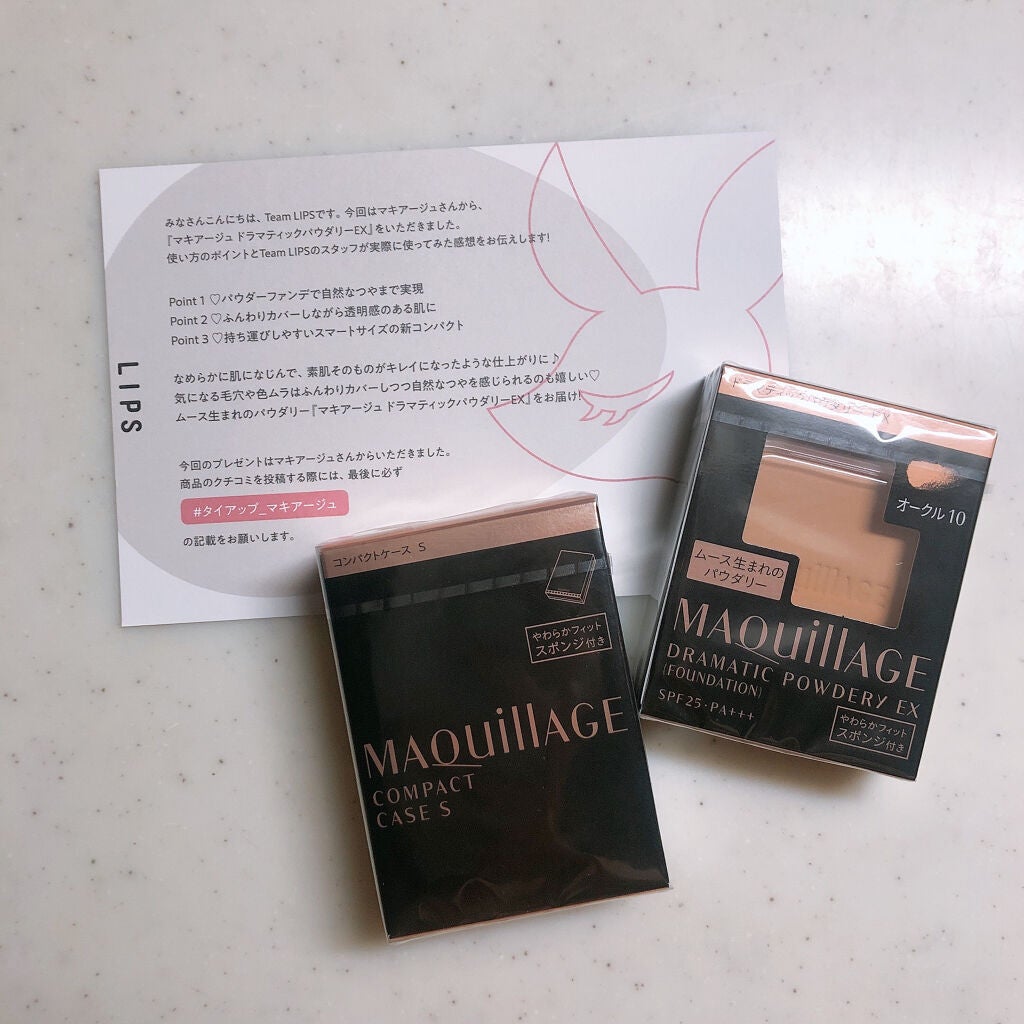 みなさんこんにちは、Team LIPSです。今回はマキアージュさんから、
『マキアージュ ドラマティックパウダリーEX』をいただきました。
使い方のポイントとTeam LIPSのスタッフが実際に使ってみた感想をお伝えします!
Point 1 ♡パウダーファンデで自然なつやまで実現
Point 2 ♡ふんわりカバーしながら透明感のある肌に
Point 3 ♡持ち運びしやすいスマートサイズの新コンパクト
なめらかに肌になじんで、素肌そのものがキレイになったような仕上がりに♪
気になる毛穴や色ムラはふんわりカバーしつつ自然なつやを感じられるのも嬉しい♡
ムース生まれのパウダリー『マキアージュ ドラマティックパウダリーEX』をお届け!
今回のプレゼントはマキアージュさんからいただきました。
商品のクチコミを投稿する際には、最後に必ず
#タイアップ_マキアージュ
の記載をお願いします。
LIPS
コンパクトケース S
やわらかフィット
スポンジ付き
MAQuillAGE
COMPACT
CASE S
ドラマティックパウダリー EX
オークル10
ムース生まれの
パウダリー
MAQuillAGE
DRAMATIC POWDERY EX
(FOUNDATION)
SPF25・PA+++
やわらかフィット
スポンジ付き